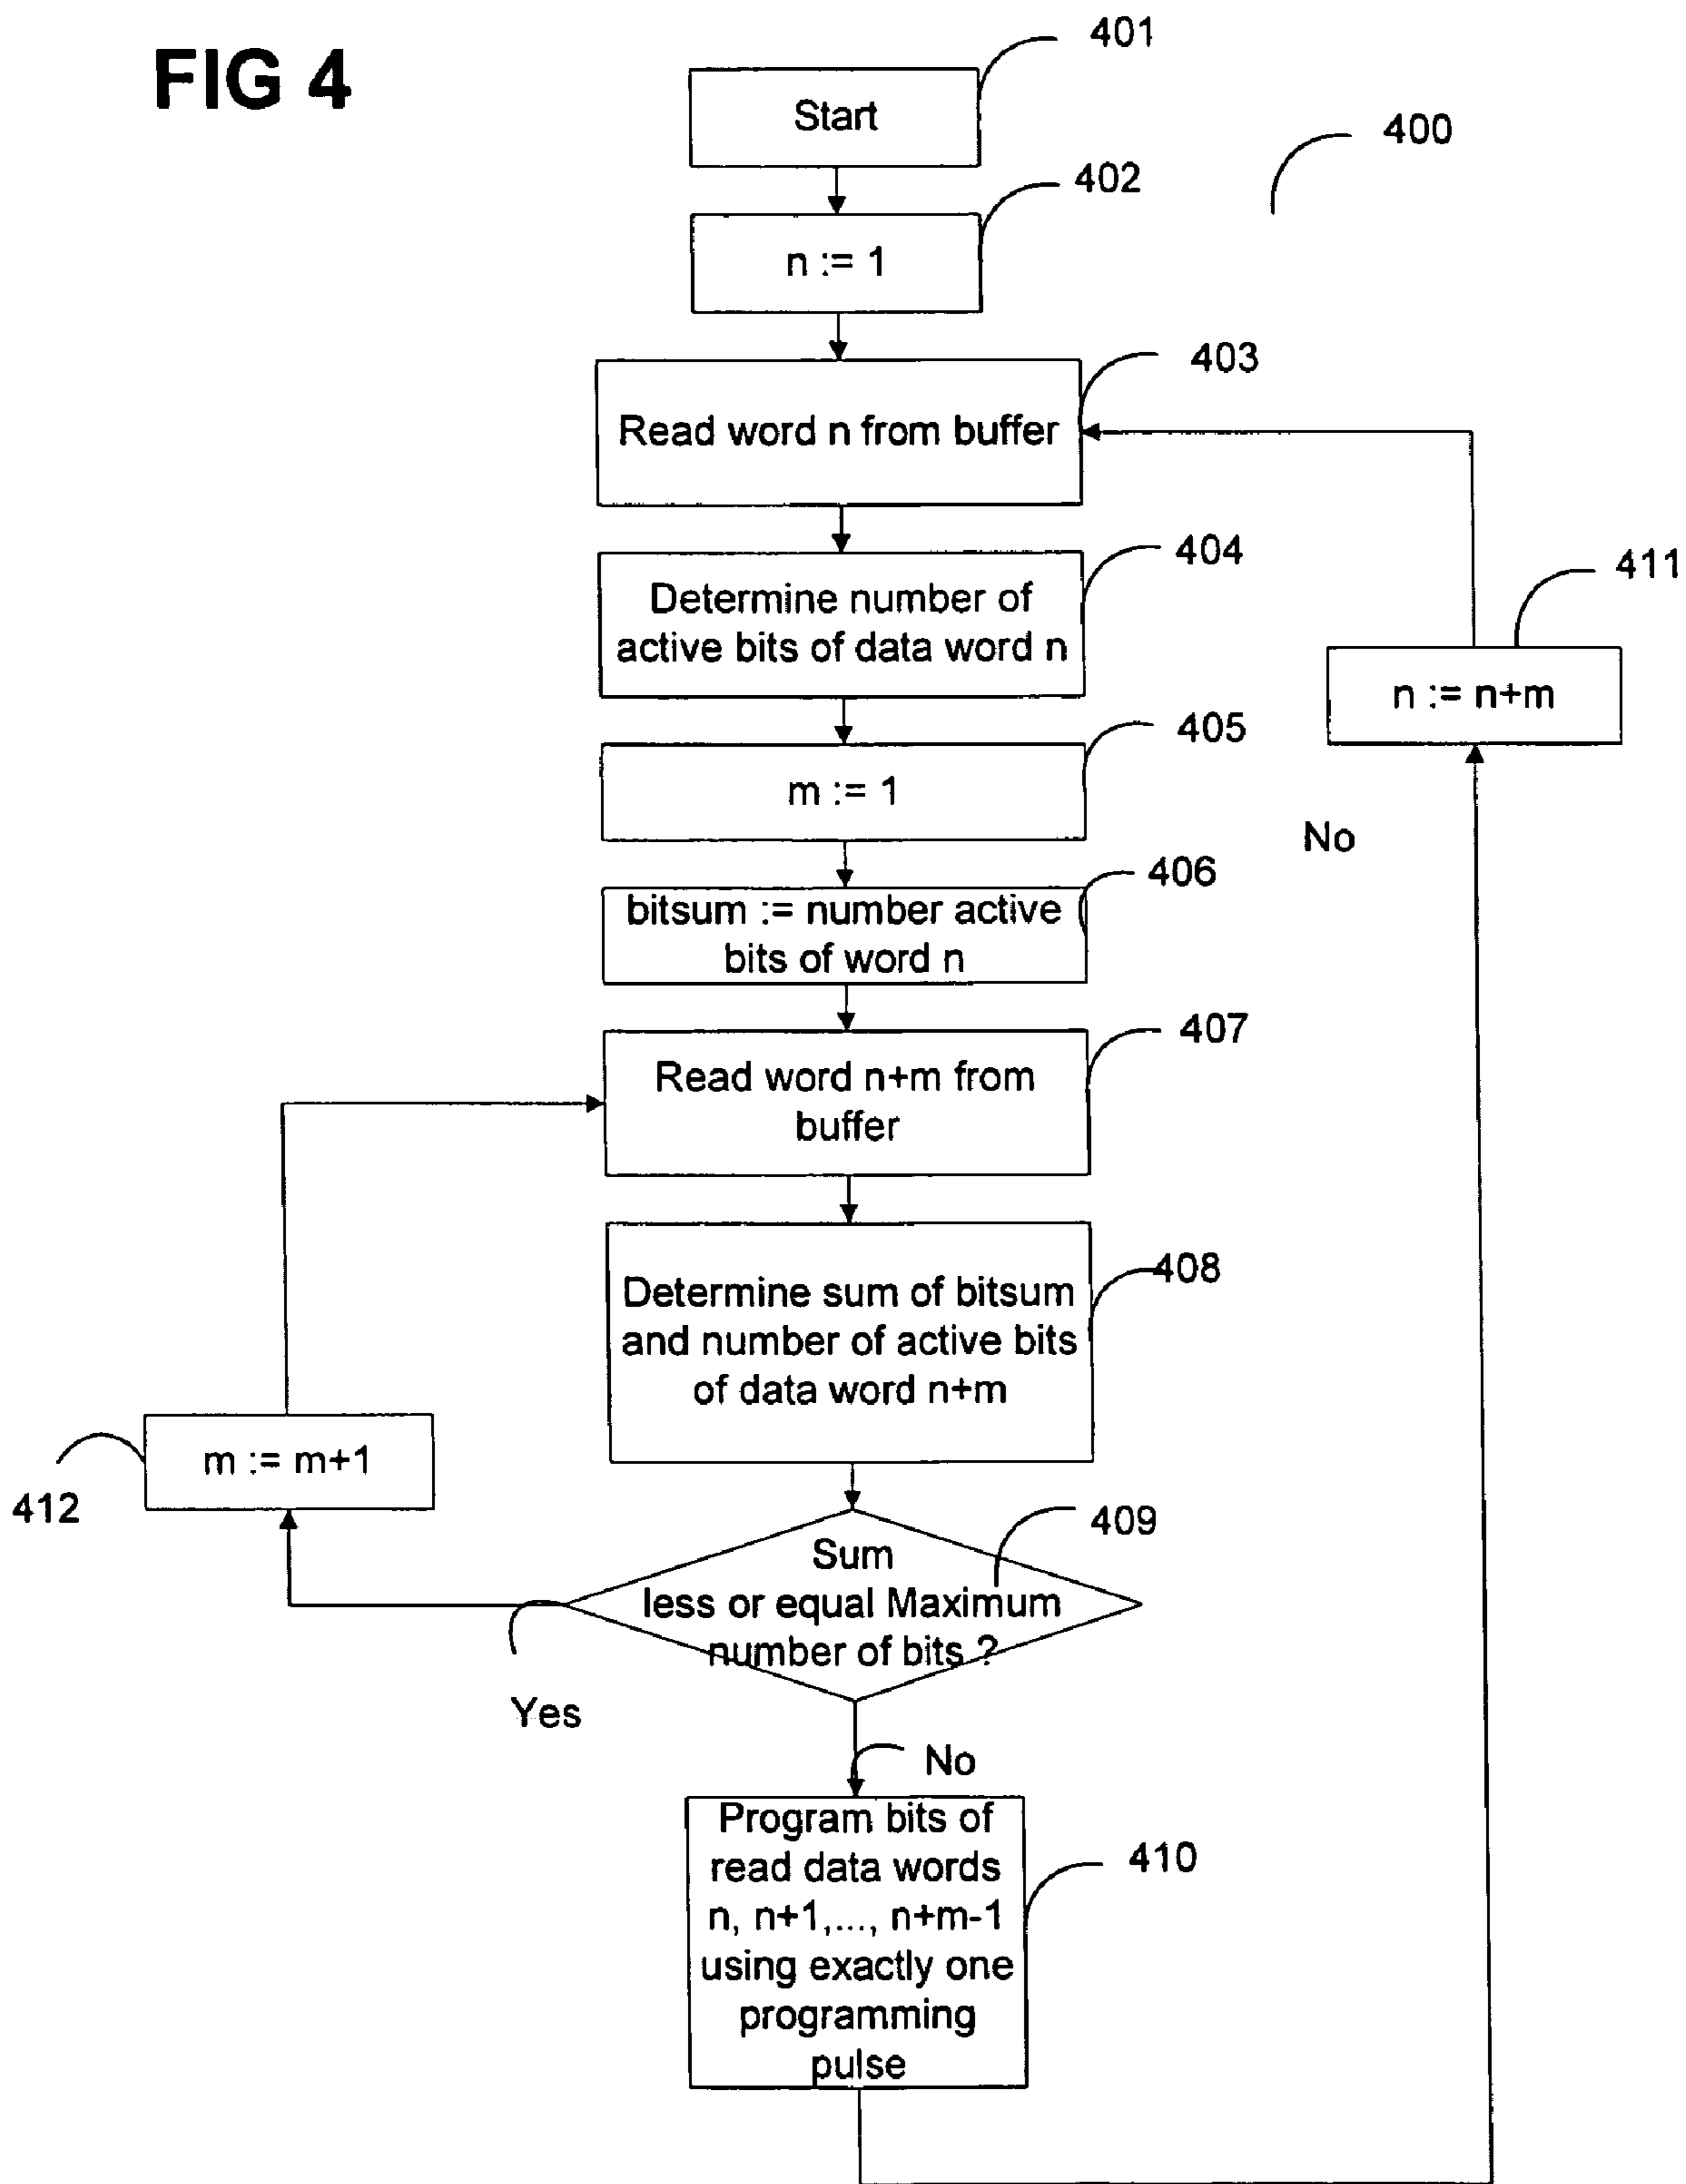 FIG 4
401
Start
400
402
n := 1
403
Read word n from buffer
404
Determine number of
active bits of data word n
411
n := n+m
405
m := 1
No
406
bitsum := number active
bits of word n
407
Read word n+m from
buffer
408
Determine sum of bitsum
and number of active bits
of data word n+m
m := m+1
412
409
Sum
less or equal Maximum
number of bits ?
Yes
No
Program bits of
read data words
n, n+1,..., n+m-1
using exactly one
programming
pulse
410